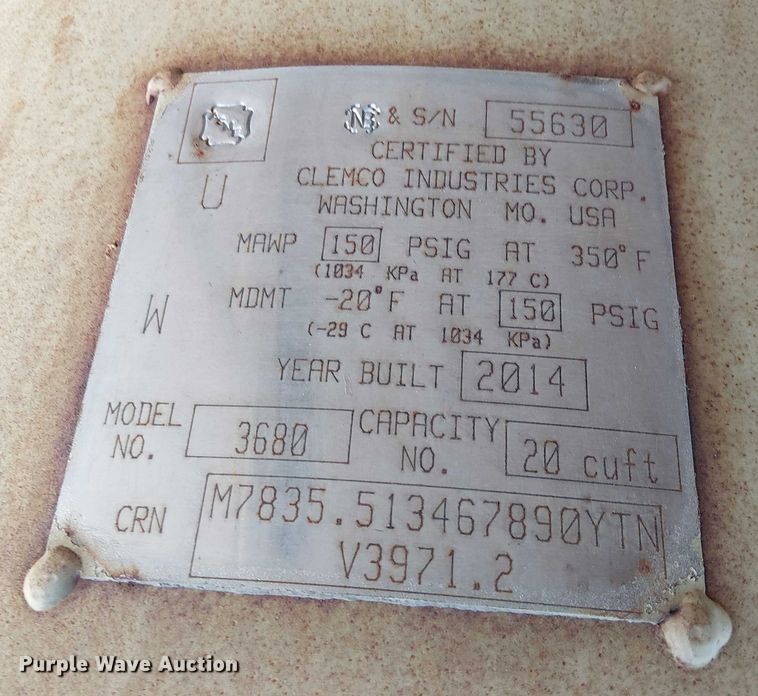 NB & S/N 55630
CERTIFIED BY
U CLEMCO INDUSTRIES CORP.
WASHINGTON MO. USA
MAWP 150 PSIG AT 350°F
(1034 KPa AT 177 C)
W MDMT -20°F AT 150 PSIG
(-29 C AT 1034 KPa)
YEAR BUILT 2014
MODEL NO. 3680 CAPACITY NO. 20 cuft
CRN M7835.513467890YTN
V3971.2
Purple Wave Auction